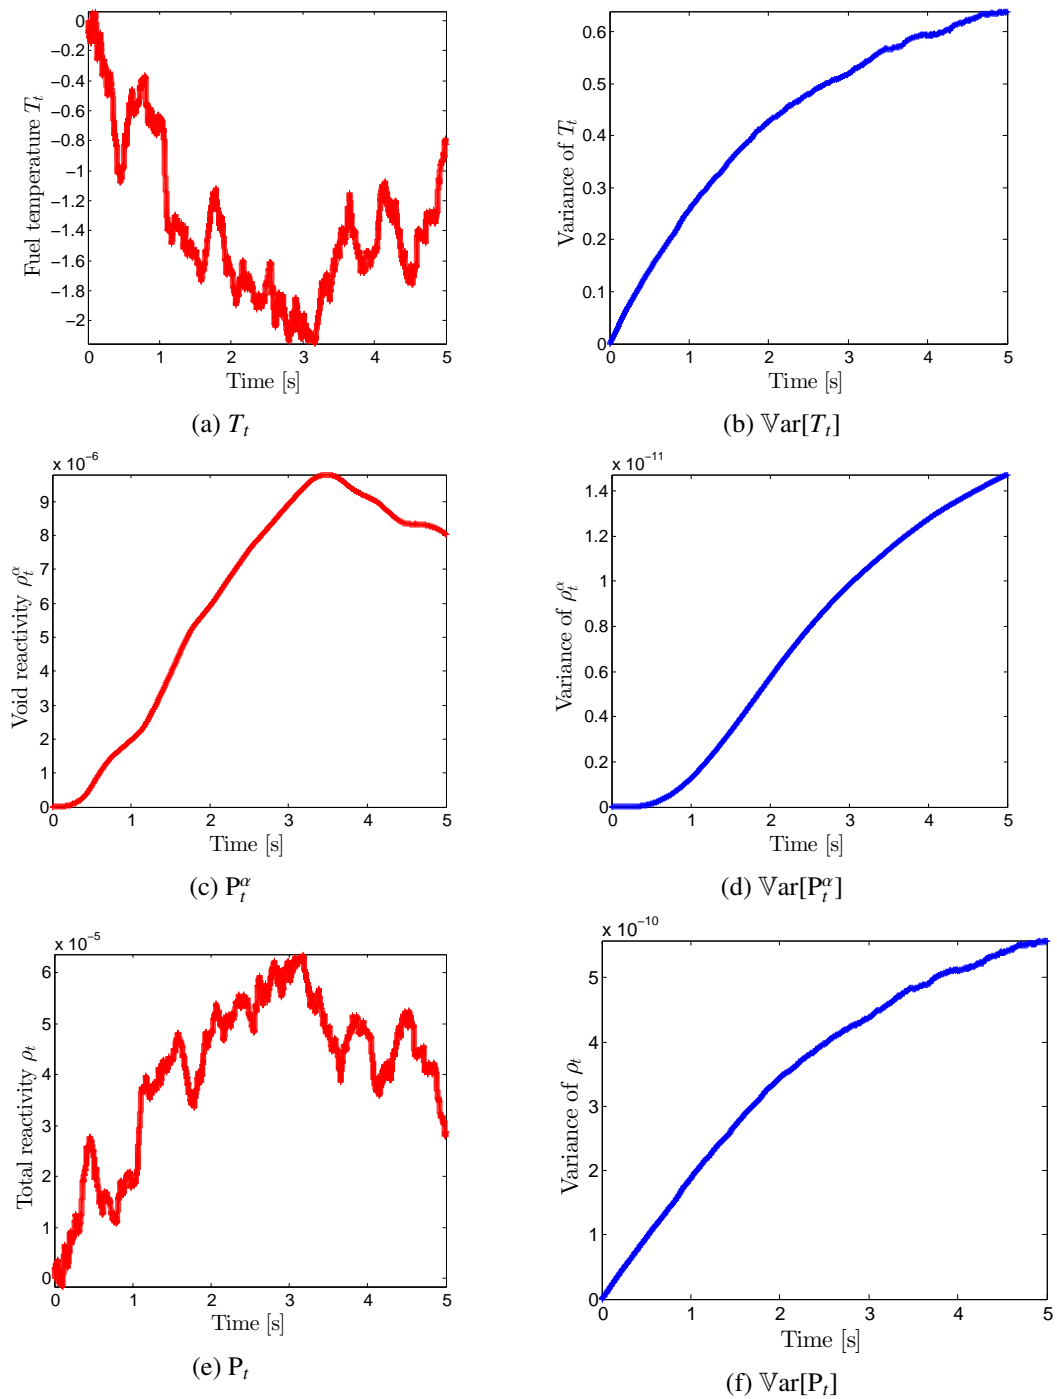 Fuel temperature T_t
0
−0.2
−0.4
−0.6
−0.8
−1
−1.2
−1.4
−1.6
−1.8
−2
0 1 2 3 4 5
Time [s]
(a) T_t
Variance of T_t
0.6
0.5
0.4
0.3
0.2
0.1
0
0 1 2 3 4 5
Time [s]
(b) 𝕍ar[T_t]
x 10^−6
Void reactivity ρ_t^α
9
8
7
6
5
4
3
2
1
0
0 1 2 3 4 5
Time [s]
(c) P_t^α
x 10^−11
Variance of ρ_t^α
1.4
1.2
1
0.8
0.6
0.4
0.2
0
0 1 2 3 4 5
Time [s]
(d) 𝕍ar[P_t^α]
x 10^−5
Total reactivity ρ_t
6
5
4
3
2
1
0
0 1 2 3 4 5
Time [s]
(e) P_t
x 10^−10
Variance of ρ_t
5
4
3
2
1
0
0 1 2 3 4 5
Time [s]
(f) 𝕍ar[P_t]